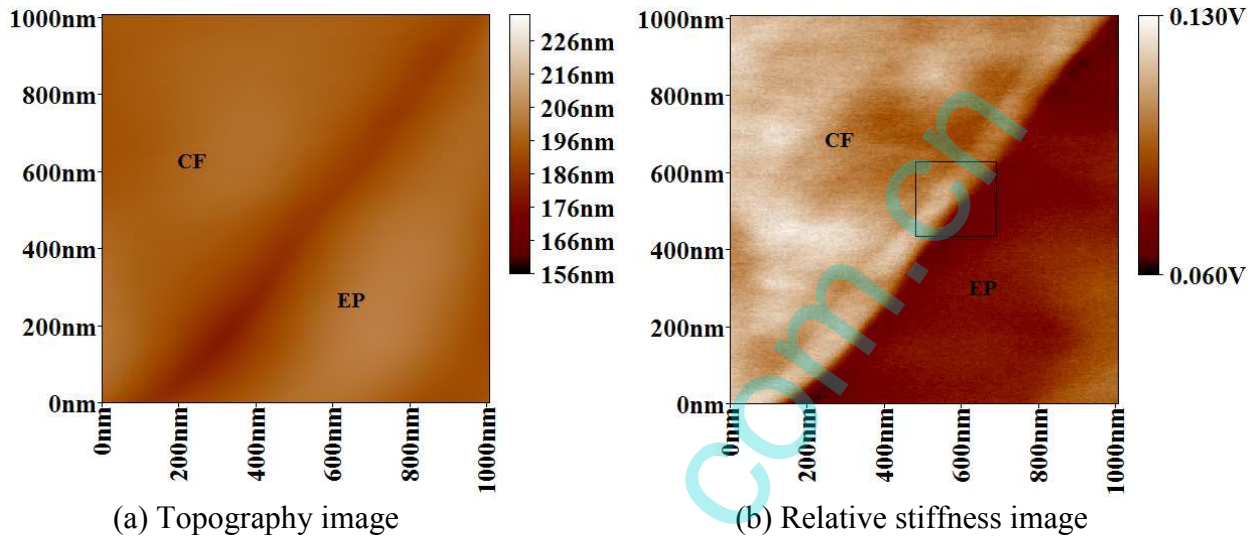 1000nm
800nm
600nm
400nm
200nm
0nm
0nm
200nm
400nm
600nm
800nm
1000nm
CF
EP
226nm
216nm
206nm
196nm
186nm
176nm
166nm
156nm
(a) Topography image
1000nm
800nm
600nm
400nm
200nm
0nm
0nm
200nm
400nm
600nm
800nm
1000nm
CF
EP
0.130V
0.060V
(b) Relative stiffness image
com.cn